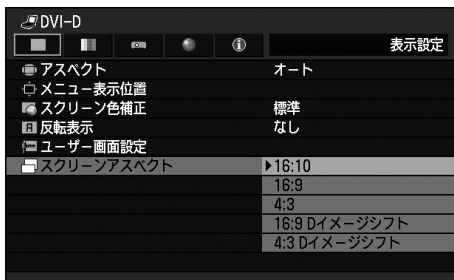 DVI-D
表示設定
アスペクト オート
メニュー表示位置
スクリーン色補正 標準
反転表示 なし
ユーザー画面設定
スクリーンアスペクト 16:10
16:9
4:3
16:9 Dイメージシフト
4:3 Dイメージシフト